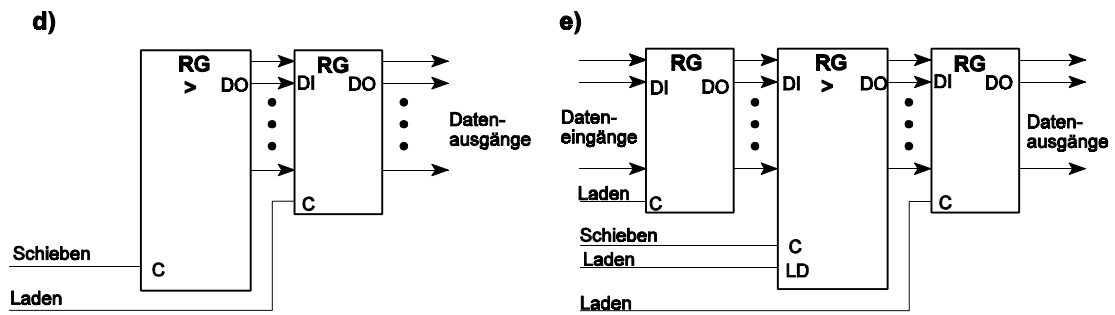 d)
RG
>
DO
DI
RG
DO
Daten-
ausgänge
C
C
Schieben
Laden
e)
RG
DI
DO
Daten-
eingänge
Laden
C
RG
>
DI
DO
Schieben
Laden
C
LD
RG
DI
DO
Daten-
ausgänge
C
Laden